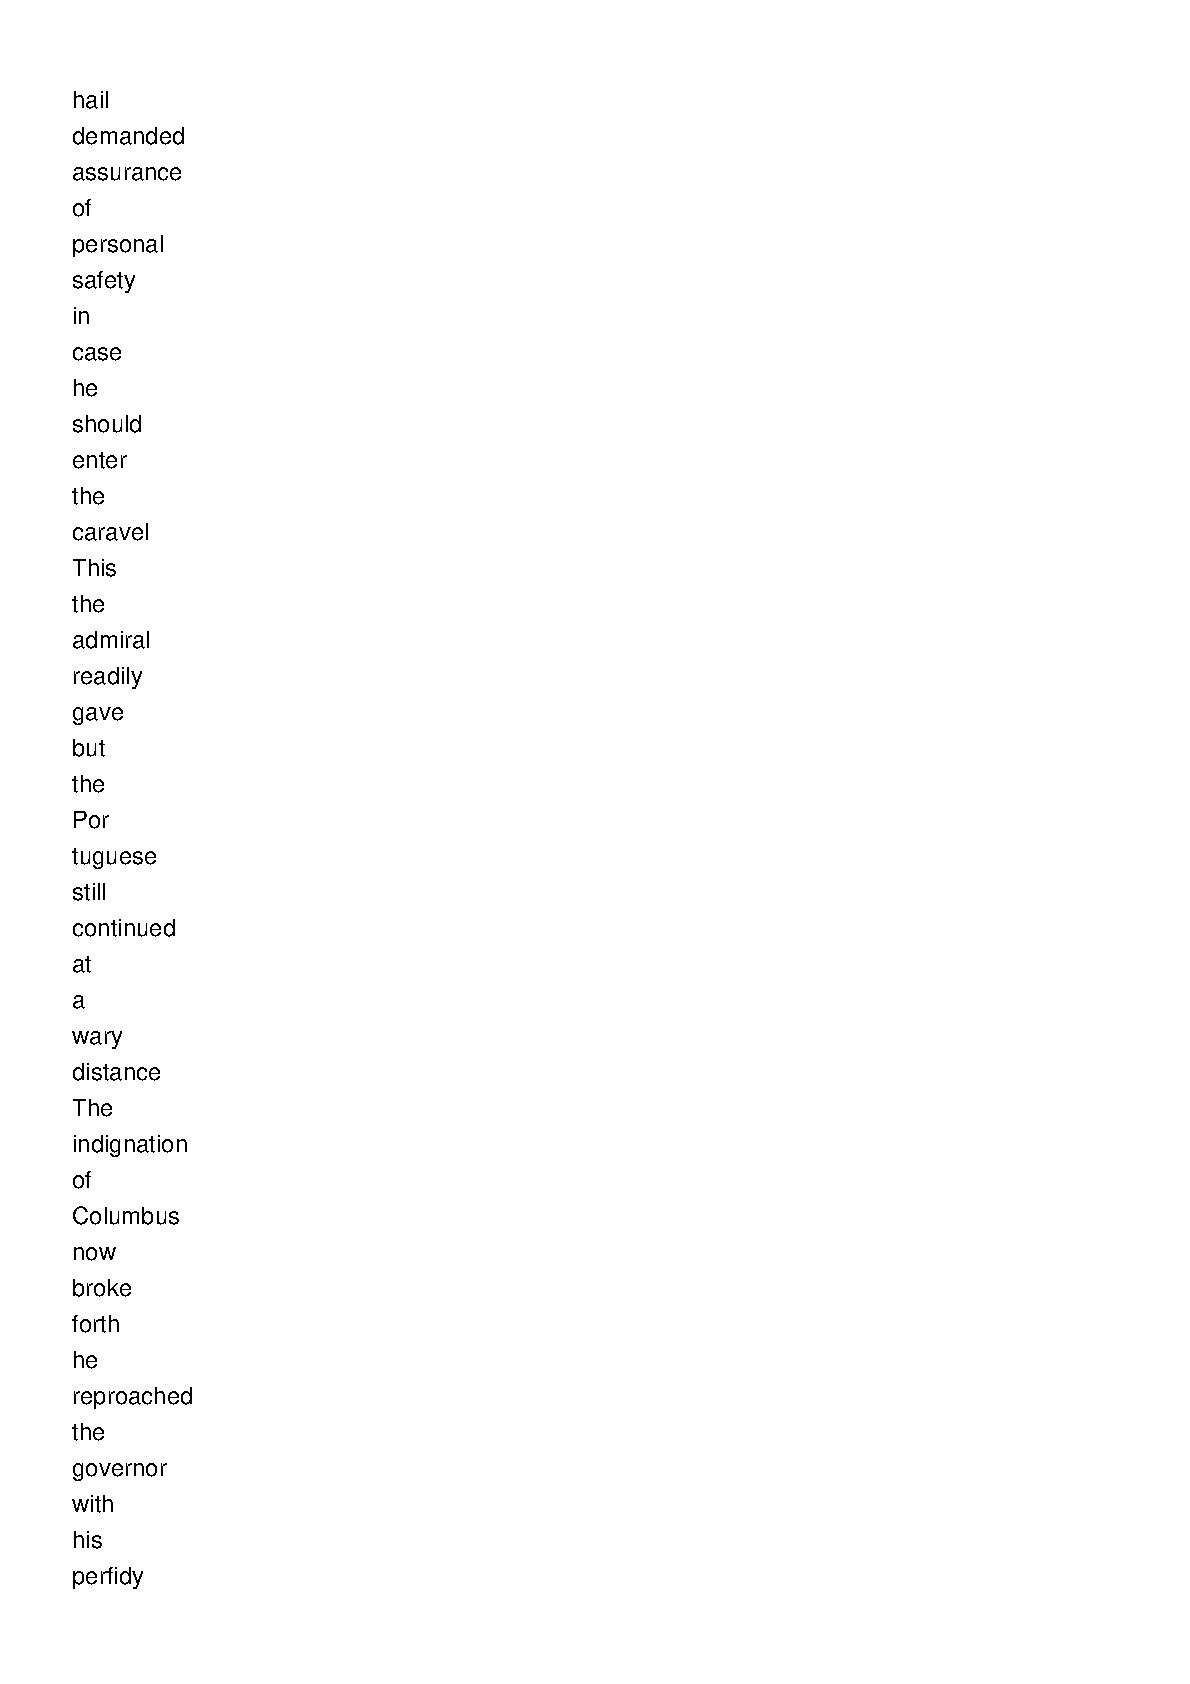 hail
demanded
assurance
of
personal
safety
in
case
he
should
enter
the
caravel
This
the
admiral
readily
gave
but
the
Por
tuguese
still
continued
at
a
wary
distance
The
indignation
of
Columbus
now
broke
forth
he
reproached
the
governor
with
his
perfidy